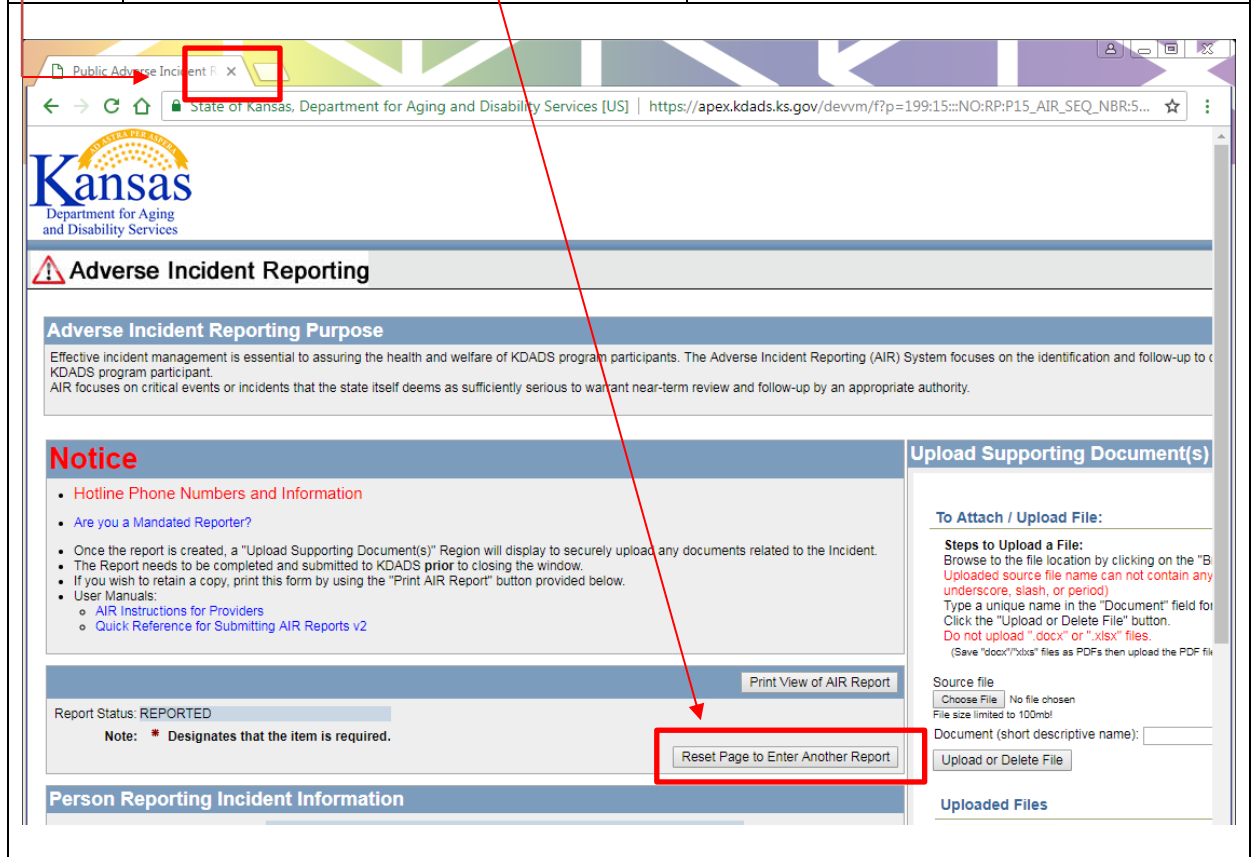 Public Adverse Incident R
State of Kansas, Department for Aging and Disability Services [US] | https://apex.kdads.ks.gov/devvm/f?p=199:15:::NO:RP:P15_AIR_SEQ_NBR:5...
AD ASTRA PER ASPERA
Kansas
Department for Aging
and Disability Services
Adverse Incident Reporting
Adverse Incident Reporting Purpose
Effective incident management is essential to assuring the health and welfare of KDADS program participants. The Adverse Incident Reporting (AIR) System focuses on the identification and follow-up to
KDADS program participant.
AIR focuses on critical events or incidents that the state itself deems as sufficiently serious to warrant near-term review and follow-up by an appropriate authority.
Notice
• Hotline Phone Numbers and Information
• Are you a Mandated Reporter?
• Once the report is created, a "Upload Supporting Document(s)" Region will display to securely upload any documents related to the Incident.
• The Report needs to be completed and submitted to KDADS prior to closing the window.
• If you wish to retain a copy, print this form by using the "Print AIR Report" button provided below.
• User Manuals:
o AIR Instructions for Providers
o Quick Reference for Submitting AIR Reports v2
Print View of AIR Report
Report Status: REPORTED
Note: * Designates that the item is required.
Reset Page to Enter Another Report
Person Reporting Incident Information
Upload Supporting Document(s)
To Attach / Upload File:
Steps to Upload a File:
Browse to the file location by clicking on the "B
Uploaded source file name can not contain any
underscore, slash, or period)
Type a unique name in the "Document" field for
Click the "Upload or Delete File" button.
Do not upload ".docx" or ".xlsx" files.
(Save "docx"/"xlxs" files as PDFs then upload the PDF file
Source file
Choose File No file chosen
File size limited to 100mb!
Document (short descriptive name):
Upload or Delete File
Uploaded Files